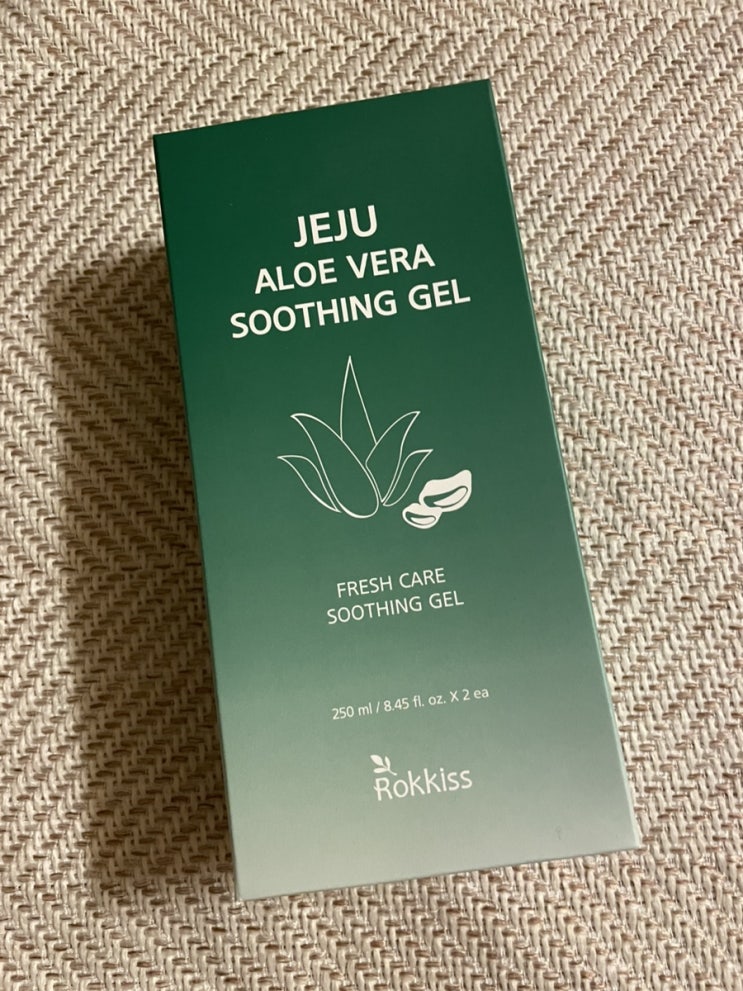 JEJU
ALOE VERA
SOOTHING GEL
FRESH CARE
SOOTHING GEL
250 ml / 8.45 fl. oz. X 2 ea
Rokkiss